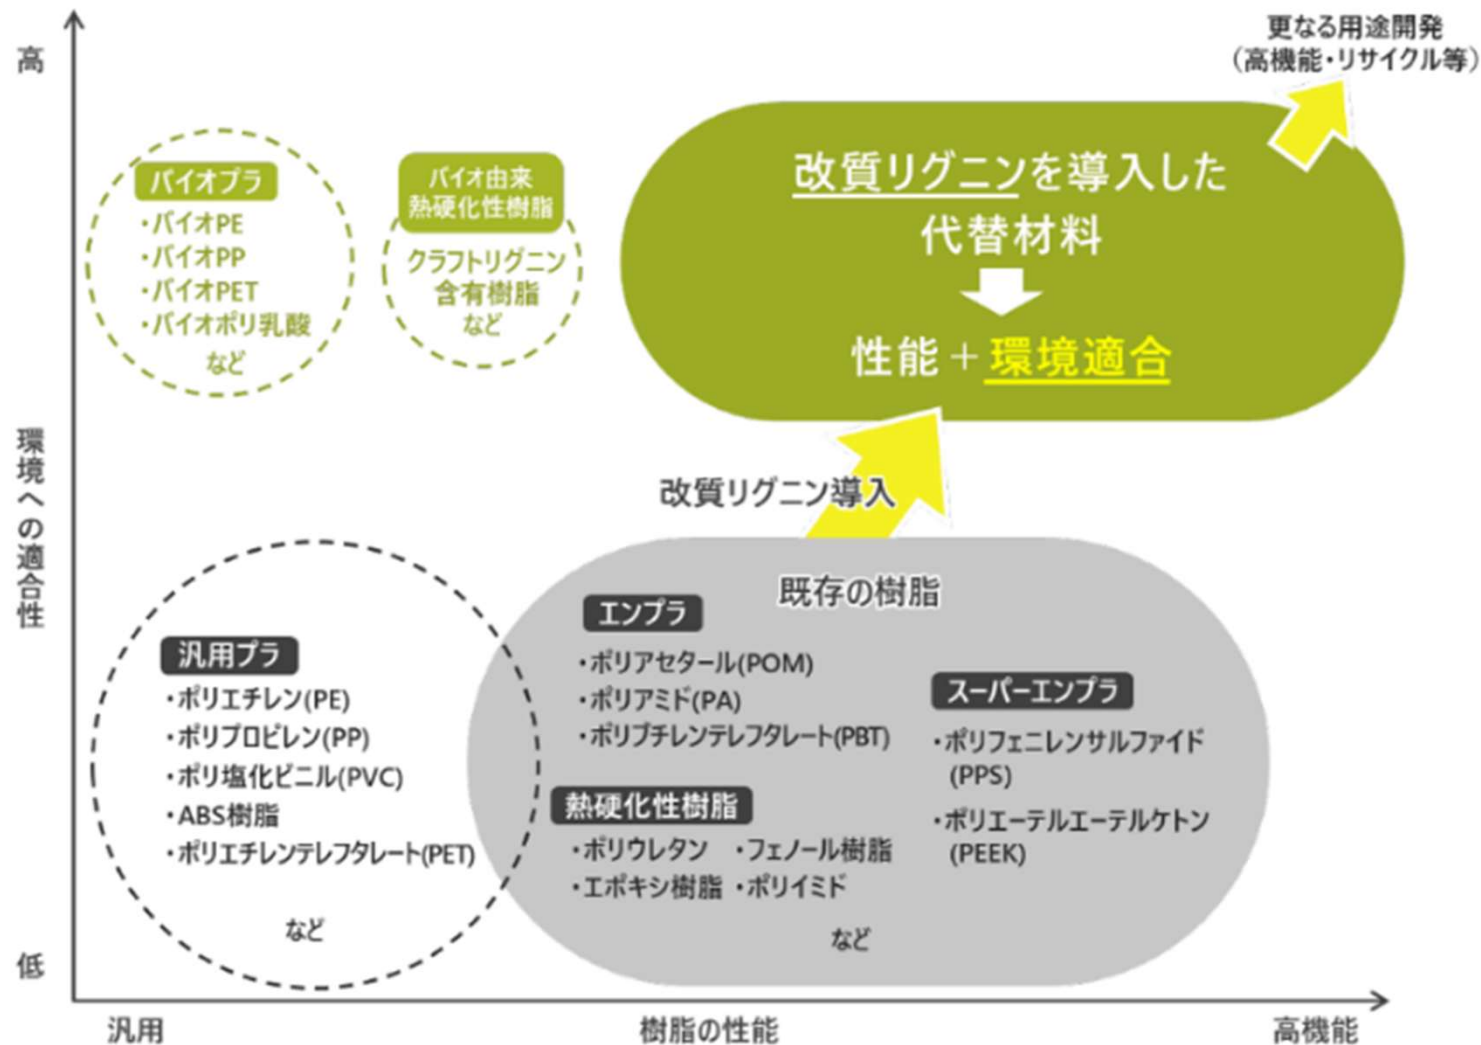 高
環境への適合性
低
更なる用途開発
（高機能・リサイクル等）
バイオプラ
・バイオPE
・バイオPP
・バイオPET
・バイオポリ乳酸
など
バイオ由来
熱硬化性樹脂
クラフトリグニン
含有樹脂
など
改質リグニンを導入した
代替材料
性能＋環境適合
改質リグニン導入
既存の樹脂
汎用プラ
・ポリエチレン(PE)
・ポリプロピレン(PP)
・ポリ塩化ビニル(PVC)
・ABS樹脂
・ポリエチレンテレフタレート(PET)
など
エンプラ
・ポリアセタール(POM)
・ポリアミド(PA)
・ポリブチレンテレフタレート(PBT)
熱硬化性樹脂
・ポリウレタン ・フェノール樹脂
・エポキシ樹脂 ・ポリイミド
スーパーエンプラ
・ポリフェニレンサルファイド
(PPS)
・ポリエーテルエーテルケトン
(PEEK)
など
汎用 樹脂の性能 高機能